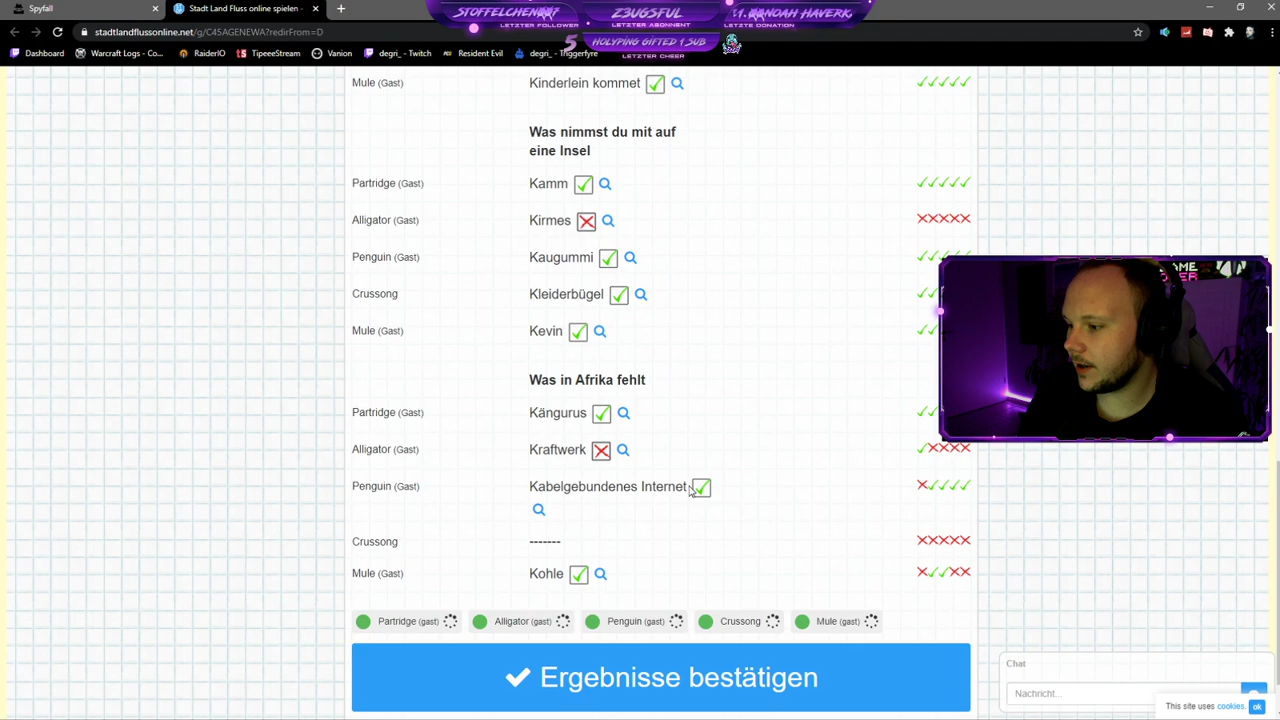 Spyfall
Stadt Land Fluss online spielen -
STOFFELCHEN007
LETZTER FOLLOWER
Z3UGSFUL
LETZTER ABONNENT
LETZTE DONATION
stadtlandflussonline.net/g/C45AGENEWA?redirFrom=D
5
HOLYPING GIFTED 1 SUB
LETZTER CHEER
Dashboard
Warcraft Logs - Co...
RaiderIO
TipeeeStream
Vanion
degri_ - Twitch
Resident Evil
degri_ - Triggerfyre
Mule (Gast)
Kinderlein kommet
Was nimmst du mit auf
eine Insel
Partridge (Gast)
Kamm
Alligator (Gast)
Kirmes
Penguin (Gast)
Kaugummi
Crussong
Kleiderbügel
Mule (Gast)
Kevin
Was in Afrika fehlt
Partridge (Gast)
Kängurus
Alligator (Gast)
Kraftwerk
Penguin (Gast)
Kabelgebundenes Internet
Crussong
-------
Mule (Gast)
Kohle
Partridge (gast)
Alligator (gast)
Penguin (gast)
Crussong
Mule (gast)
Ergebnisse bestätigen
Chat
Nachricht...
This site uses cookies. ok